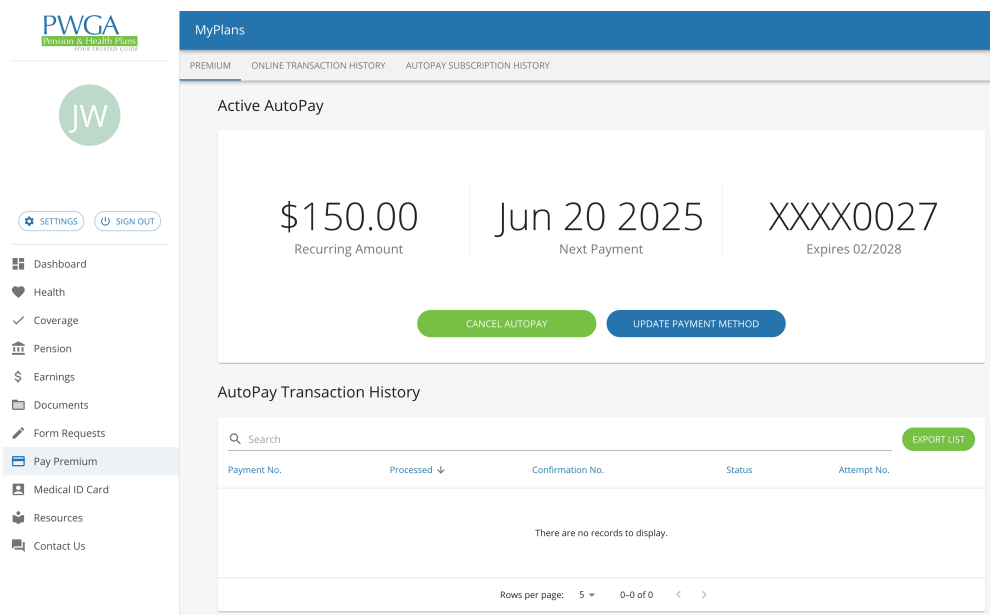 PWGA
Pension & Health Plans
YOUR TRUSTED GUIDE
JW
SETTINGS
SIGN OUT
Dashboard
Health
Coverage
Pension
Earnings
Documents
Form Requests
Pay Premium
Medical ID Card
Resources
Contact Us
MyPlans
PREMIUM ONLINE TRANSACTION HISTORY AUTOPAY SUBSCRIPTION HISTORY
Active AutoPay
$150.00 Jun 20 2025 XXXX0027
Recurring Amount Next Payment Expires 02/2028
CANCEL AUTOPAY UPDATE PAYMENT METHOD
AutoPay Transaction History
Search EXPORT LIST
Payment No. Processed Confirmation No. Status Attempt No.
There are no records to display.
Rows per page: 5 0–0 of 0